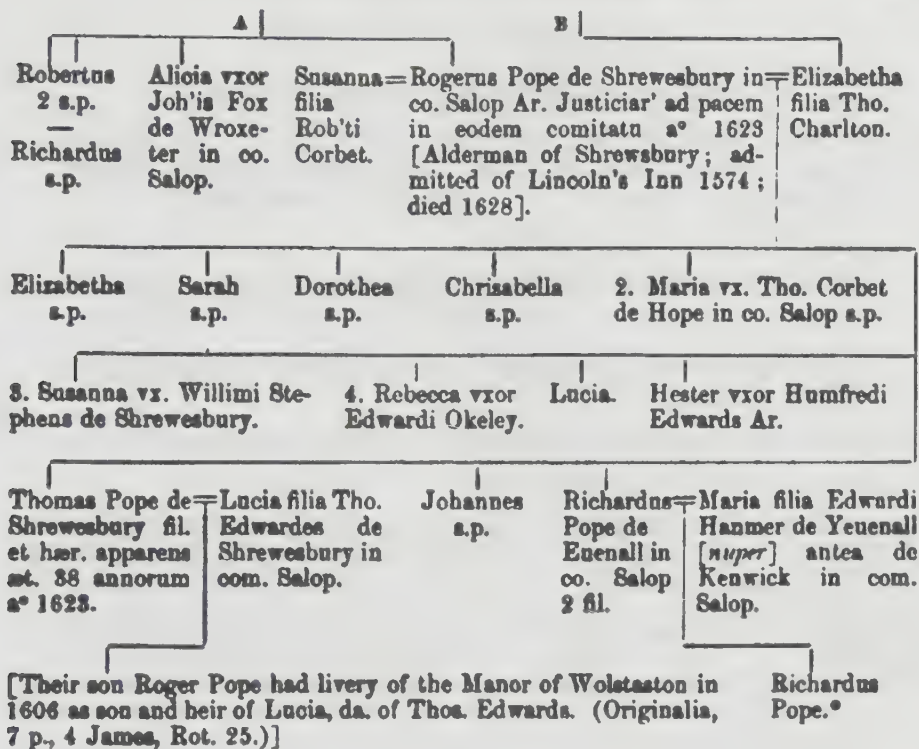 A B
Robertus
2 s.p.
—
Richardus
s.p.
Alicia vxor
Joh'is Fox
de Wroxe-
ter in co.
Salop.
Susanna
filia
Rob'ti
Corbet.
Rogerus Pope de Shrewesbury in
co. Salop Ar. Justiciar' ad pacem
in eodem comitatu aº 1623
[Alderman of Shrewsbury; ad-
mitted of Lincoln's Inn 1574;
died 1628].
Elizabetha
filia Tho.
Charlton.
Elizabetha
s.p.
Sarah
s.p.
Dorothea
s.p.
Chrisabella
s.p.
2. Maria vx. Tho. Corbet
de Hope in co. Salop s.p.
3. Susanna vx. Willimi Ste-
phens de Shrewesbury.
4. Rebecca vxor
Edwardi Okeley.
Lucia.
Hester vxor Humfredi
Edwards Ar.
Thomas Pope de
Shrewesbury fil.
et hær. apparens
æt. 38 annorum
aº 1623.
Lucia filia Tho.
Edwardes de
Shrewesbury in
com. Salop.
Johannes
s.p.
Richardus
Pope de
Euenall in
co. Salop
2 fil.
Maria filia Edwardi
Hanmer de Yeuenall
[nuper] antea de
Kenwick in com.
Salop.
[Their son Roger Pope had livery of the Manor of Wolstaston in
1606 as son and heir of Lucia, da. of Thos. Edwards. (Originalia,
7 p., 4 James, Rot. 25.)]
Richardus
Pope.*